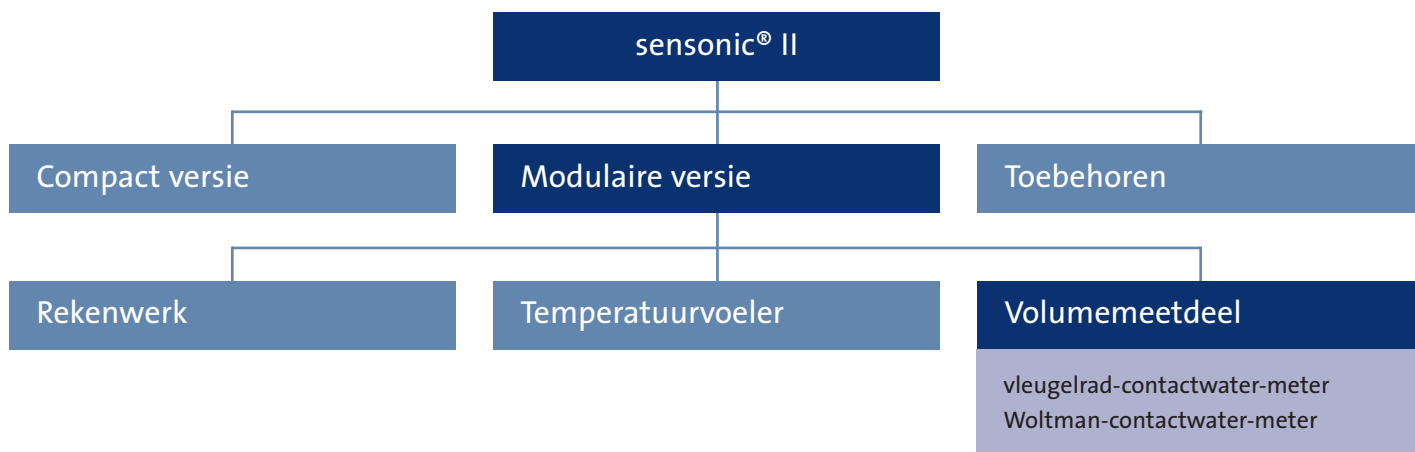 sensonic® II
Compact versie
Modulaire versie
Toebehoren
Rekenwerk
Temperatuurvoeler
Volumemeetdeel
vleugelrad-contactwater-meter
Woltman-contactwater-meter